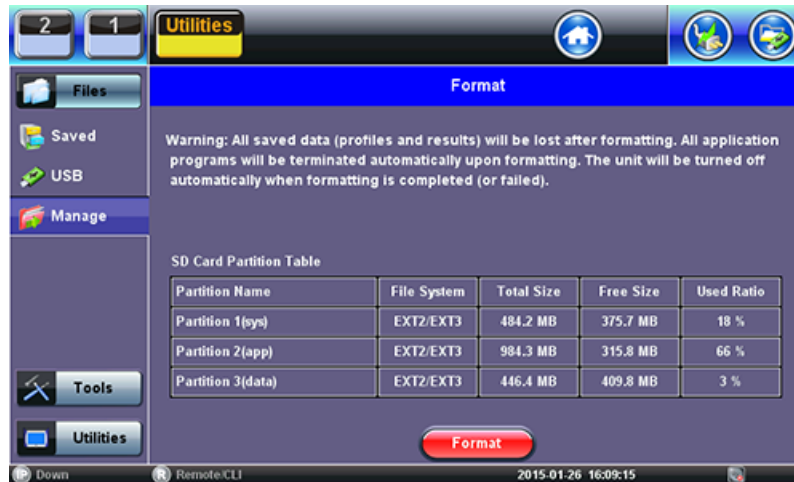 2 1 Utilities
Files
Saved
USB
Manage
Tools
Utilities
Format
Warning: All saved data (profiles and results) will be lost after formatting. All application
programs will be terminated automatically upon formatting. The unit will be turned off
automatically when formatting is completed (or failed).
SD Card Partition Table
Partition Name File System Total Size Free Size Used Ratio
Partition 1(sys) EXT2/EXT3 484.2 MB 375.7 MB 18 %
Partition 2(app) EXT2/EXT3 984.3 MB 315.8 MB 66 %
Partition 3(data) EXT2/EXT3 446.4 MB 409.8 MB 3 %
Format
IP Down R Remote/CLI 2015-01-26 16:09:15